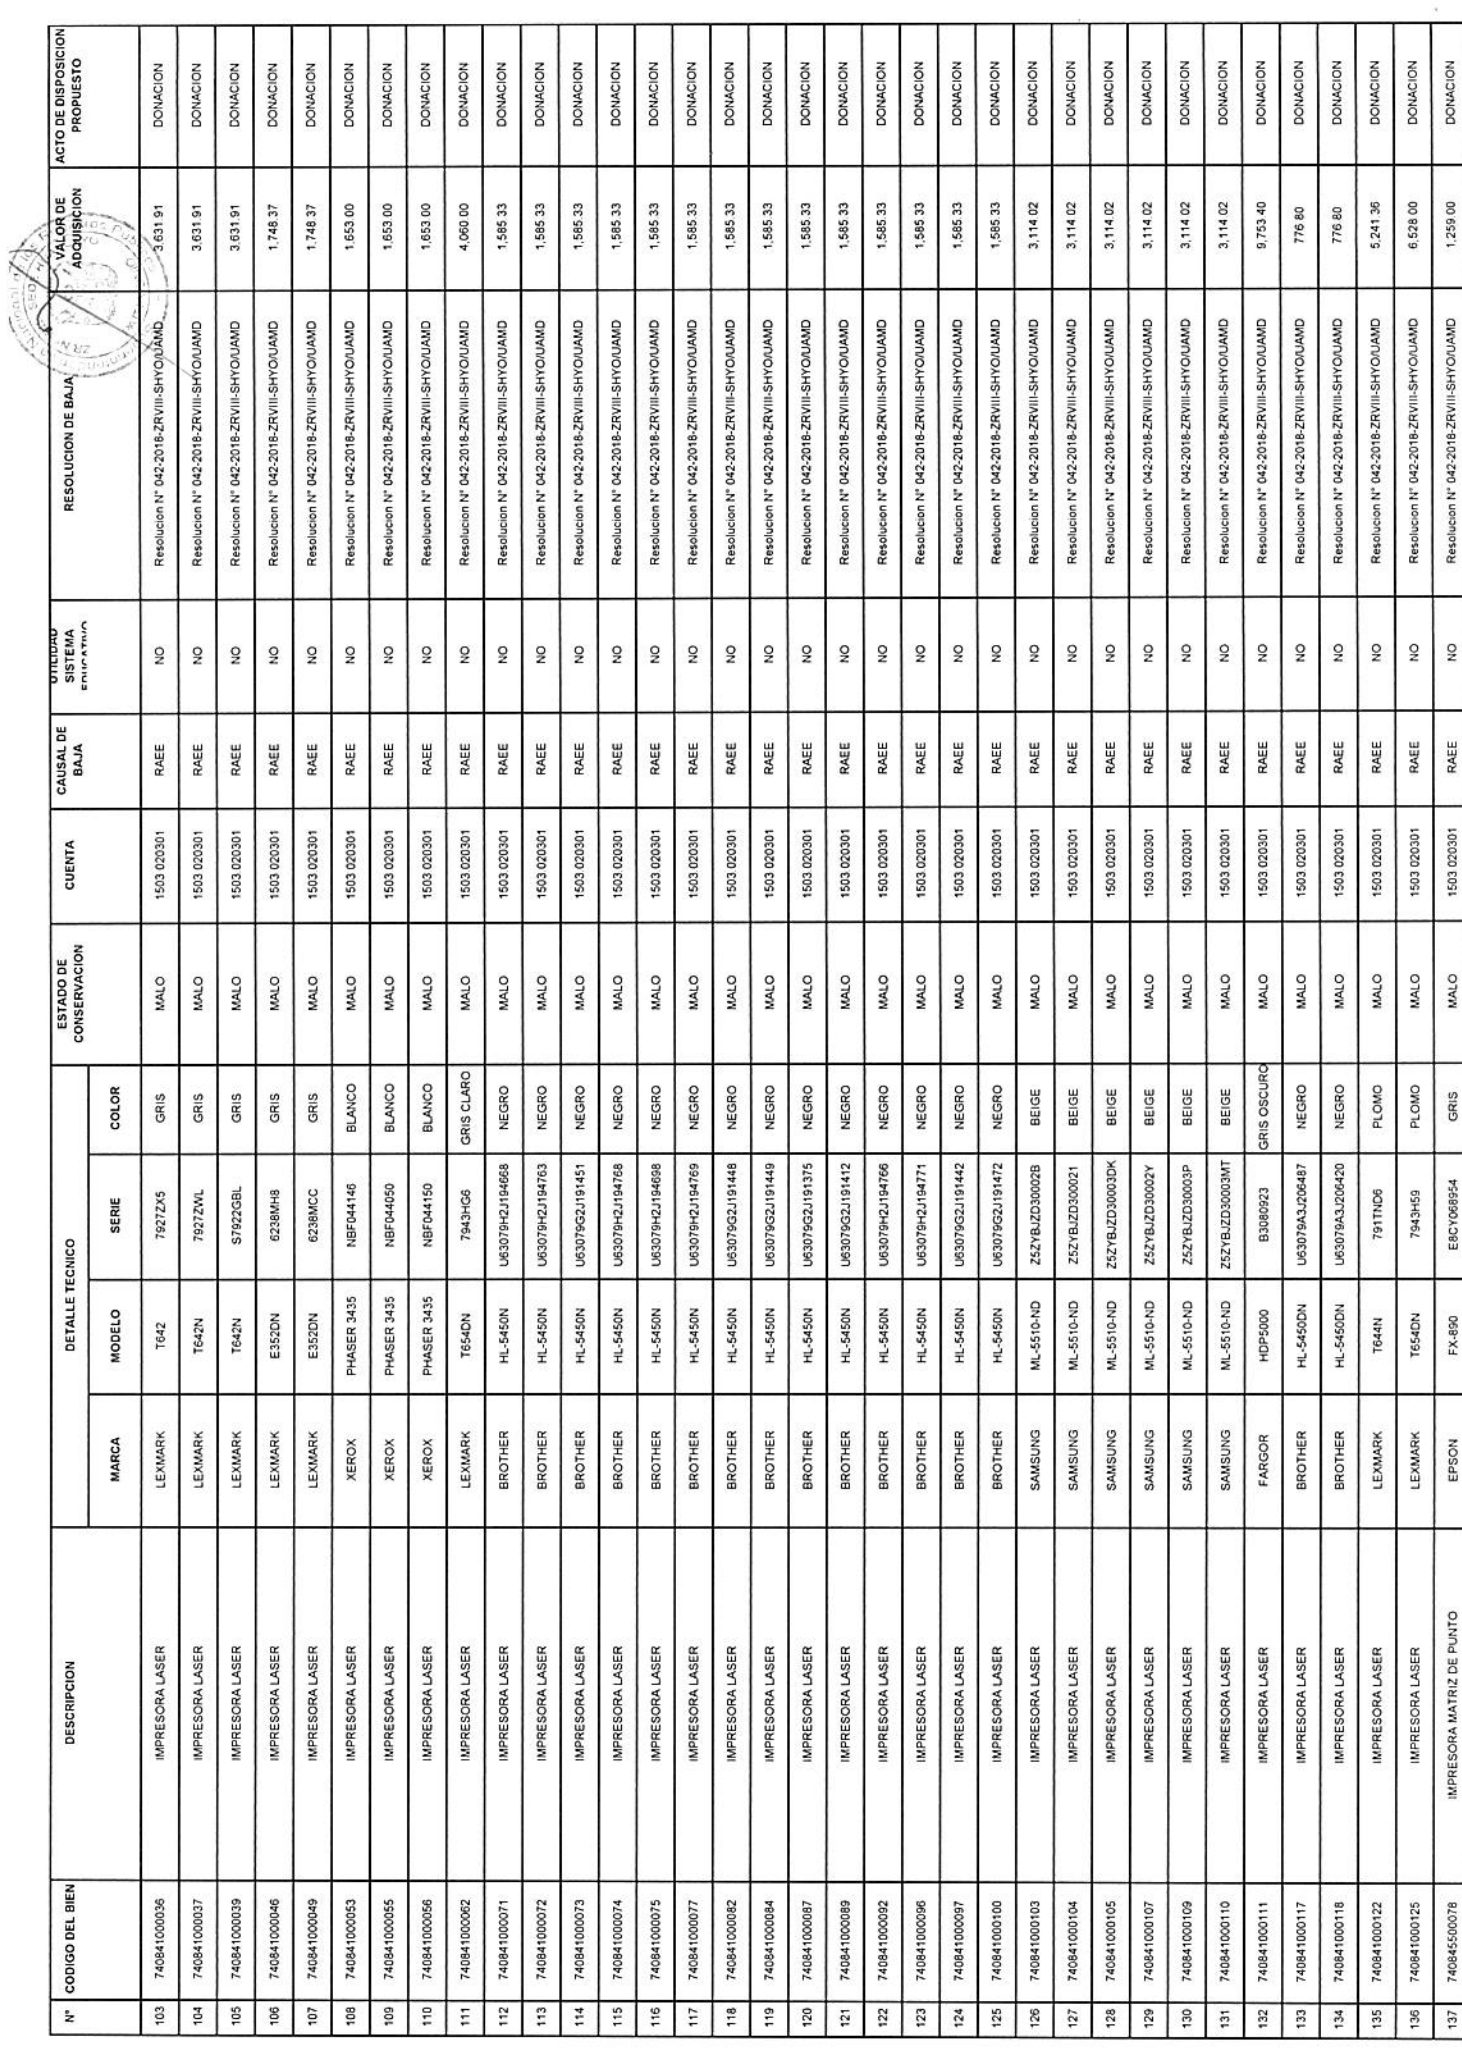 N° CODIGO DEL BIEN DESCRIPCION DETALLE TECNICO ESTADO DE CONSERVACION CUENTA CAUSAL DE BAJA UTILIDAD SISTEMA EDUCATIVO RESOLUCION DE BAJA VALOR DE ADQUISICION ACTO DE DISPOSICION PROPUESTO
MARCA MODELO SERIE COLOR
103 740841000036 IMPRESORA LASER LEXMARK T642 7927ZX5 GRIS MALO 1503 020301 RAEE NO Resolucion N° 042-2018-ZRVIII-SHYO/UAMD 3,631 91 DONACION
104 740841000037 IMPRESORA LASER LEXMARK T642N 7927ZWL GRIS MALO 1503 020301 RAEE NO Resolucion N° 042-2018-ZRVIII-SHYO/UAMD 3,631 91 DONACION
105 740841000039 IMPRESORA LASER LEXMARK T642N S7922GBL GRIS MALO 1503 020301 RAEE NO Resolucion N° 042-2018-ZRVIII-SHYO/UAMD 3,631 91 DONACION
106 740841000046 IMPRESORA LASER LEXMARK E352DN 6238MH8 GRIS MALO 1503 020301 RAEE NO Resolucion N° 042-2018-ZRVIII-SHYO/UAMD 1,748 37 DONACION
107 740841000049 IMPRESORA LASER LEXMARK E352DN 6238MCC GRIS MALO 1503 020301 RAEE NO Resolucion N° 042-2018-ZRVIII-SHYO/UAMD 1,748 37 DONACION
108 740841000053 IMPRESORA LASER XEROX PHASER 3435 NBF044146 BLANCO MALO 1503 020301 RAEE NO Resolucion N° 042-2018-ZRVIII-SHYO/UAMD 1,653 00 DONACION
109 740841000055 IMPRESORA LASER XEROX PHASER 3435 NBF044050 BLANCO MALO 1503 020301 RAEE NO Resolucion N° 042-2018-ZRVIII-SHYO/UAMD 1,653 00 DONACION
110 740841000056 IMPRESORA LASER XEROX PHASER 3435 NBF044150 BLANCO MALO 1503 020301 RAEE NO Resolucion N° 042-2018-ZRVIII-SHYO/UAMD 1,653 00 DONACION
111 740841000062 IMPRESORA LASER LEXMARK T654DN 7943HG6 GRIS CLARO MALO 1503 020301 RAEE NO Resolucion N° 042-2018-ZRVIII-SHYO/UAMD 4,060 00 DONACION
112 740841000071 IMPRESORA LASER BROTHER HL-5450N U63079H2J194668 NEGRO MALO 1503 020301 RAEE NO Resolucion N° 042-2018-ZRVIII-SHYO/UAMD 1,585 33 DONACION
113 740841000072 IMPRESORA LASER BROTHER HL-5450N U63079H2J194763 NEGRO MALO 1503 020301 RAEE NO Resolucion N° 042-2018-ZRVIII-SHYO/UAMD 1,585 33 DONACION
114 740841000073 IMPRESORA LASER BROTHER HL-5450N U63079G2J191451 NEGRO MALO 1503 020301 RAEE NO Resolucion N° 042-2018-ZRVIII-SHYO/UAMD 1,585 33 DONACION
115 740841000074 IMPRESORA LASER BROTHER HL-5450N U63079H2J194768 NEGRO MALO 1503 020301 RAEE NO Resolucion N° 042-2018-ZRVIII-SHYO/UAMD 1,585 33 DONACION
116 740841000075 IMPRESORA LASER BROTHER HL-5450N U63079H2J194698 NEGRO MALO 1503 020301 RAEE NO Resolucion N° 042-2018-ZRVIII-SHYO/UAMD 1,585 33 DONACION
117 740841000077 IMPRESORA LASER BROTHER HL-5450N U63079H2J194769 NEGRO MALO 1503 020301 RAEE NO Resolucion N° 042-2018-ZRVIII-SHYO/UAMD 1,585 33 DONACION
118 740841000082 IMPRESORA LASER BROTHER HL-5450N U63079G2J191448 NEGRO MALO 1503 020301 RAEE NO Resolucion N° 042-2018-ZRVIII-SHYO/UAMD 1,585 33 DONACION
119 740841000084 IMPRESORA LASER BROTHER HL-5450N U63079G2J191449 NEGRO MALO 1503 020301 RAEE NO Resolucion N° 042-2018-ZRVIII-SHYO/UAMD 1,585 33 DONACION
120 740841000087 IMPRESORA LASER BROTHER HL-5450N U63079G2J191375 NEGRO MALO 1503 020301 RAEE NO Resolucion N° 042-2018-ZRVIII-SHYO/UAMD 1,585 33 DONACION
121 740841000089 IMPRESORA LASER BROTHER HL-5450N U63079G2J191412 NEGRO MALO 1503 020301 RAEE NO Resolucion N° 042-2018-ZRVIII-SHYO/UAMD 1,585 33 DONACION
122 740841000092 IMPRESORA LASER BROTHER HL-5450N U63079H2J194766 NEGRO MALO 1503 020301 RAEE NO Resolucion N° 042-2018-ZRVIII-SHYO/UAMD 1,585 33 DONACION
123 740841000096 IMPRESORA LASER BROTHER HL-5450N U63079H2J194771 NEGRO MALO 1503 020301 RAEE NO Resolucion N° 042-2018-ZRVIII-SHYO/UAMD 1,585 33 DONACION
124 740841000097 IMPRESORA LASER BROTHER HL-5450N U63079G2J191442 NEGRO MALO 1503 020301 RAEE NO Resolucion N° 042-2018-ZRVIII-SHYO/UAMD 1,585 33 DONACION
125 740841000100 IMPRESORA LASER BROTHER HL-5450N U63079G2J191472 NEGRO MALO 1503 020301 RAEE NO Resolucion N° 042-2018-ZRVIII-SHYO/UAMD 1,585 33 DONACION
126 740841000103 IMPRESORA LASER SAMSUNG ML-5510-ND Z5ZYBJZD30002B BEIGE MALO 1503 020301 RAEE NO Resolucion N° 042-2018-ZRVIII-SHYO/UAMD 3,114 02 DONACION
127 740841000104 IMPRESORA LASER SAMSUNG ML-5510-ND Z5ZYBJZD300021 BEIGE MALO 1503 020301 RAEE NO Resolucion N° 042-2018-ZRVIII-SHYO/UAMD 3,114 02 DONACION
128 740841000105 IMPRESORA LASER SAMSUNG ML-5510-ND Z5ZYBJZD30003DK BEIGE MALO 1503 020301 RAEE NO Resolucion N° 042-2018-ZRVIII-SHYO/UAMD 3,114 02 DONACION
129 740841000107 IMPRESORA LASER SAMSUNG ML-5510-ND Z5ZYBJZD30002Y BEIGE MALO 1503 020301 RAEE NO Resolucion N° 042-2018-ZRVIII-SHYO/UAMD 3,114 02 DONACION
130 740841000109 IMPRESORA LASER SAMSUNG ML-5510-ND Z5ZYBJZD30003P BEIGE MALO 1503 020301 RAEE NO Resolucion N° 042-2018-ZRVIII-SHYO/UAMD 3,114 02 DONACION
131 740841000110 IMPRESORA LASER SAMSUNG ML-5510-ND Z5ZYBJZD30003MT BEIGE MALO 1503 020301 RAEE NO Resolucion N° 042-2018-ZRVIII-SHYO/UAMD 3,114 02 DONACION
132 740841000111 IMPRESORA LASER FARGOR HDP5000 B3080923 GRIS OSCURO MALO 1503 020301 RAEE NO Resolucion N° 042-2018-ZRVIII-SHYO/UAMD 9,753 40 DONACION
133 740841000117 IMPRESORA LASER BROTHER HL-5450DN U63079A3J206487 NEGRO MALO 1503 020301 RAEE NO Resolucion N° 042-2018-ZRVIII-SHYO/UAMD 776 80 DONACION
134 740841000118 IMPRESORA LASER BROTHER HL-5450DN U63079A3J206420 NEGRO MALO 1503 020301 RAEE NO Resolucion N° 042-2018-ZRVIII-SHYO/UAMD 776 80 DONACION
135 740841000122 IMPRESORA LASER LEXMARK T644N 791TND6 PLOMO MALO 1503 020301 RAEE NO Resolucion N° 042-2018-ZRVIII-SHYO/UAMD 5,241 36 DONACION
136 740841000125 IMPRESORA LASER LEXMARK T654DN 7943H59 PLOMO MALO 1503 020301 RAEE NO Resolucion N° 042-2018-ZRVIII-SHYO/UAMD 6,528 00 DONACION
137 740845500078 IMPRESORA MATRIZ DE PUNTO EPSON FX-890 E8CY068954 GRIS MALO 1503 020301 RAEE NO Resolucion N° 042-2018-ZRVIII-SHYO/UAMD 1,259 00 DONACION